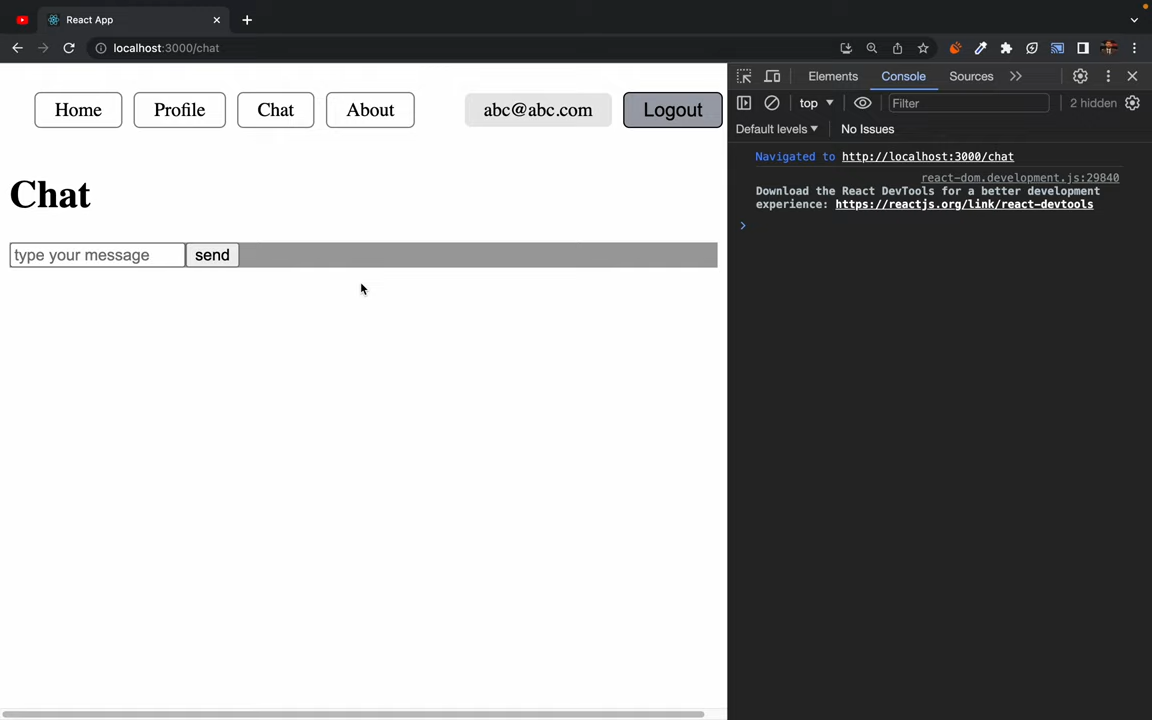 React App
localhost:3000/chat
Elements Console Sources
top Filter 2 hidden
Default levels No Issues
Home Profile Chat About abc@abc.com Logout
Chat
type your message send
Navigated to http://localhost:3000/chat
react-dom.development.js:29840
Download the React DevTools for a better development
experience: https://reactjs.org/link/react-devtools